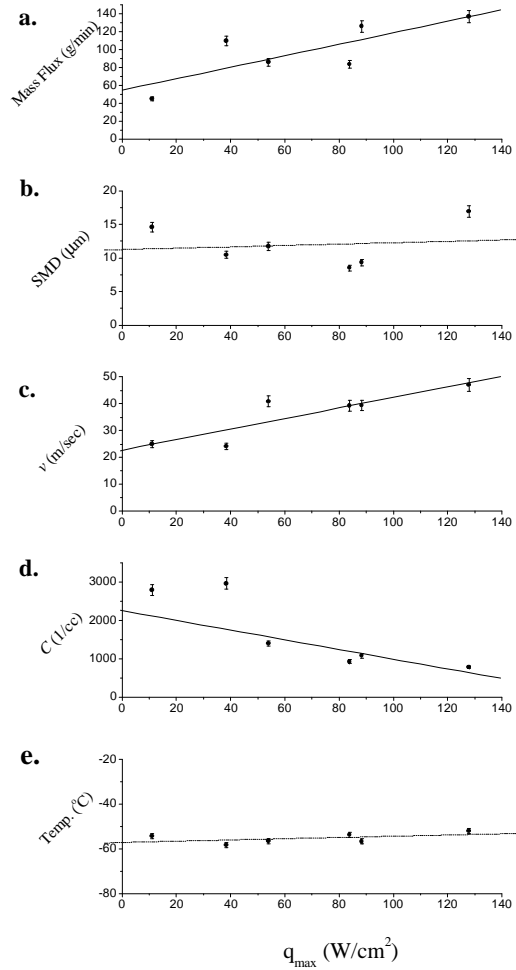 a.
Mass Flux (g/min)
140
120
100
80
60
40
20
0
0 20 40 60 80 100 120 140
b.
SMD (μm)
20
15
10
5
0
0 20 40 60 80 100 120 140
c.
v (m/sec)
50
40
30
20
10
0
0 20 40 60 80 100 120 140
d.
C (1/cc)
3000
2000
1000
0
0 20 40 60 80 100 120 140
e.
Temp. (°C)
-20
-40
-60
-80
0 20 40 60 80 100 120 140
qmax (W/cm²)